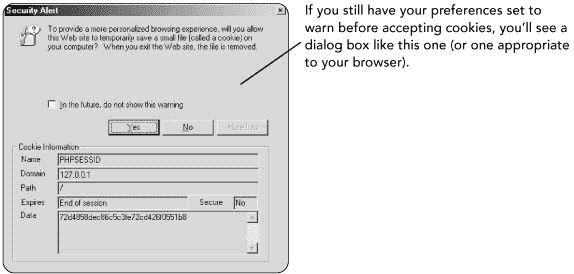 Security Alert
To provide a more personalized browsing experience, will you allow
this Web site to temporarily save a small file (called a cookie) on
your computer? When you exit the Web site, the file is removed.
In the future, do not show this warning
Yes
No
More Info
Cookie Information
Name
PHPSESSID
Domain
127.0.0.1
Path
/
Expires
End of session
Secure
No
Data
If you still have your preferences set to
warn before accepting cookies, you'll see a
dialog box like this one (or one appropriate
to your browser).